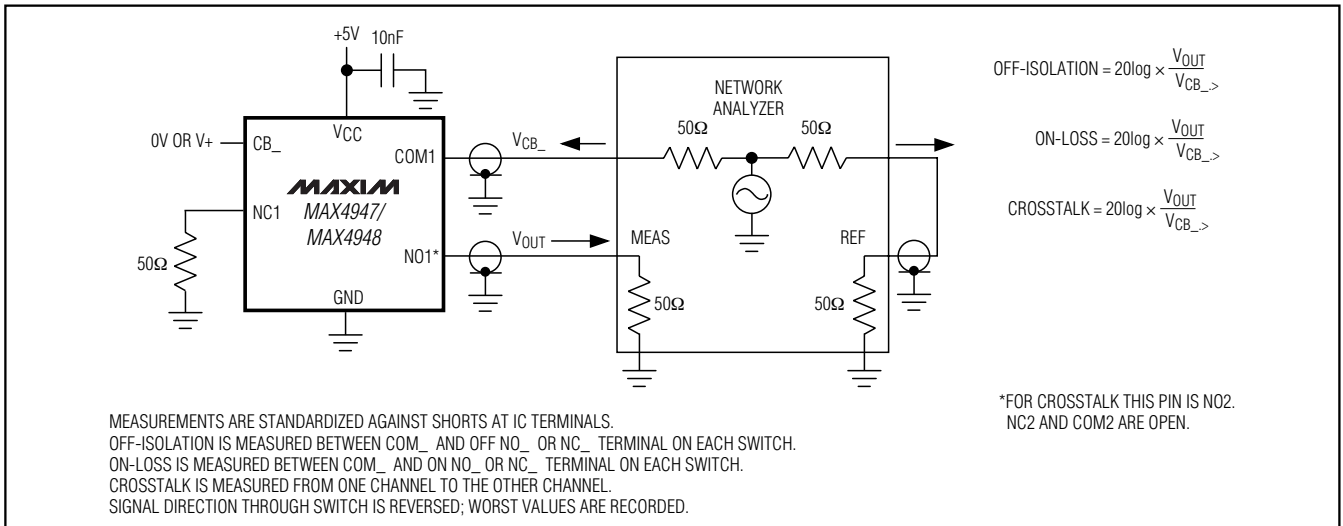 +5V 10nF
0V OR V+
CB_
VCC
COM1
NC1
MAXIM
MAX4947/
MAX4948
NO1*
GND
50Ω
VCB_
VOUT
NETWORK
ANALYZER
50Ω 50Ω
MEAS REF
50Ω 50Ω
OFF-ISOLATION = 20log × VOUT / VCB_.>
ON-LOSS = 20log × VOUT / VCB_.>
CROSSTALK = 20log × VOUT / VCB_.>
*FOR CROSSTALK THIS PIN IS NO2.
NC2 AND COM2 ARE OPEN.
MEASUREMENTS ARE STANDARDIZED AGAINST SHORTS AT IC TERMINALS.
OFF-ISOLATION IS MEASURED BETWEEN COM_ AND OFF NO_ OR NC_ TERMINAL ON EACH SWITCH.
ON-LOSS IS MEASURED BETWEEN COM_ AND ON NO_ OR NC_ TERMINAL ON EACH SWITCH.
CROSSTALK IS MEASURED FROM ONE CHANNEL TO THE OTHER CHANNEL.
SIGNAL DIRECTION THROUGH SWITCH IS REVERSED; WORST VALUES ARE RECORDED.